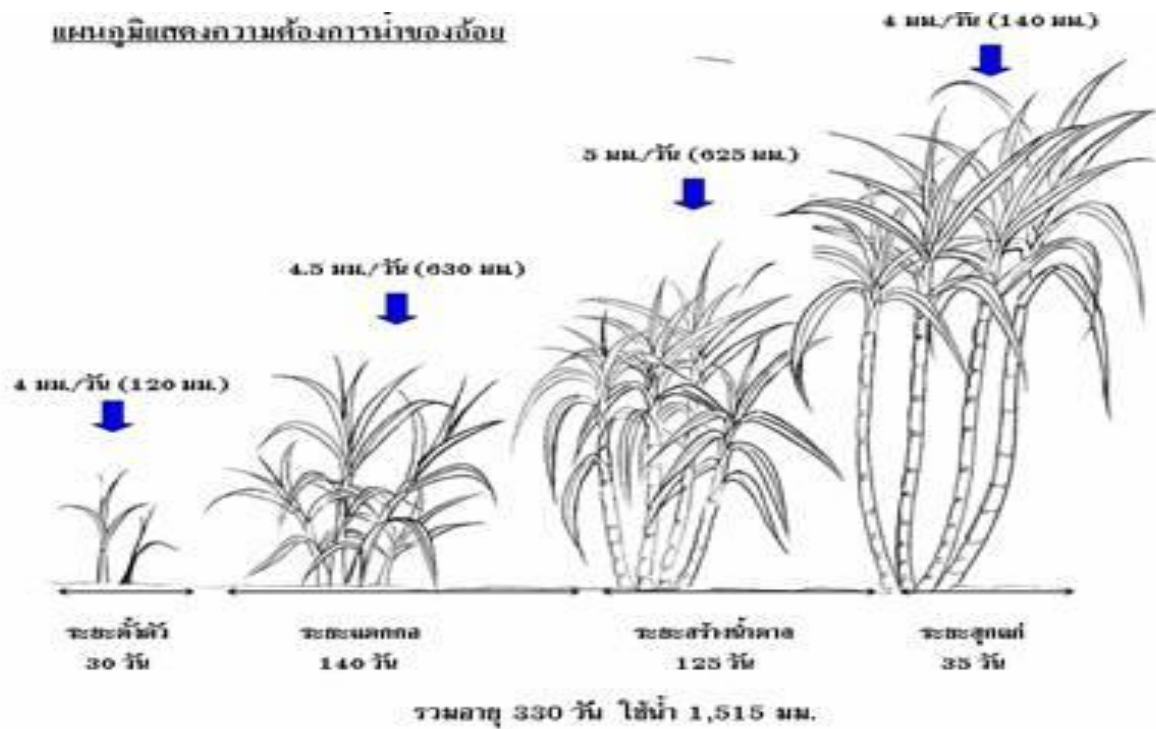 แผนภูมิแสดงความต้องการน้ำของอ้อย
4 มม./วัน (140 มม.)
5 มม./วัน (625 มม.)
4.5 มม./วัน (630 มม.)
4 มม./วัน (120 มม.)
ระยะตั้งตัว
30 วัน
ระยะแตกกอ
140 วัน
ระยะสร้างน้ำตาล
125 วัน
ระยะสุกแก่
35 วัน
รวมอายุ 330 วัน ใช้น้ำ 1,515 มม.